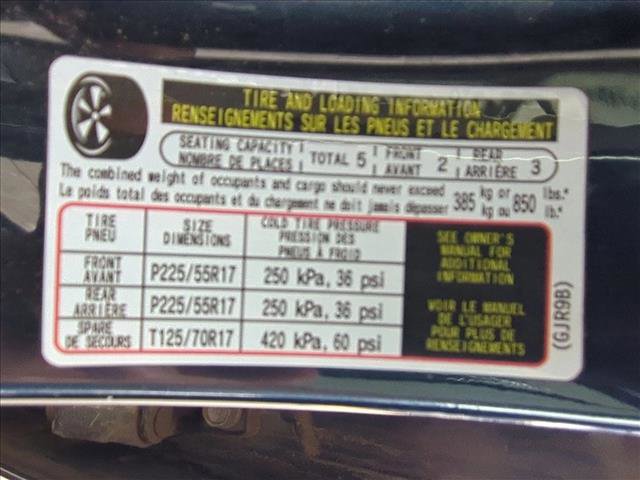 TIRE AND LOADING INFORMATION
RENSEIGNEMENTS SUR LES PNEUS ET LE CHARGEMENT
SEATING CAPACITY
NOMBRE DE PLACES
TOTAL 5
FRONT
AVANT
2
REAR
ARRIÈRE
3
The combined weight of occupants and cargo should never exceed 385 kg or 850 lbs.*
Le poids total des occupants et du chargement ne doit jamais dépasser 385 kg ou 850 lb.*
TIRE
PNEU
SIZE
DIMENSIONS
COLD TIRE PRESSURE
PRESSION DES
PNEUS À FROID
FRONT
AVANT
P225/55R17
250 kPa, 36 psi
REAR
ARRIÈRE
P225/55R17
250 kPa, 36 psi
SPARE
DE SECOURS
T125/70R17
420 kPa, 60 psi
SEE OWNER'S
MANUAL FOR
ADDITIONAL
INFORMATION
VOIR LE MANUEL
DE L'USAGER
POUR PLUS DE
RENSEIGNEMENTS
(GJR9B)